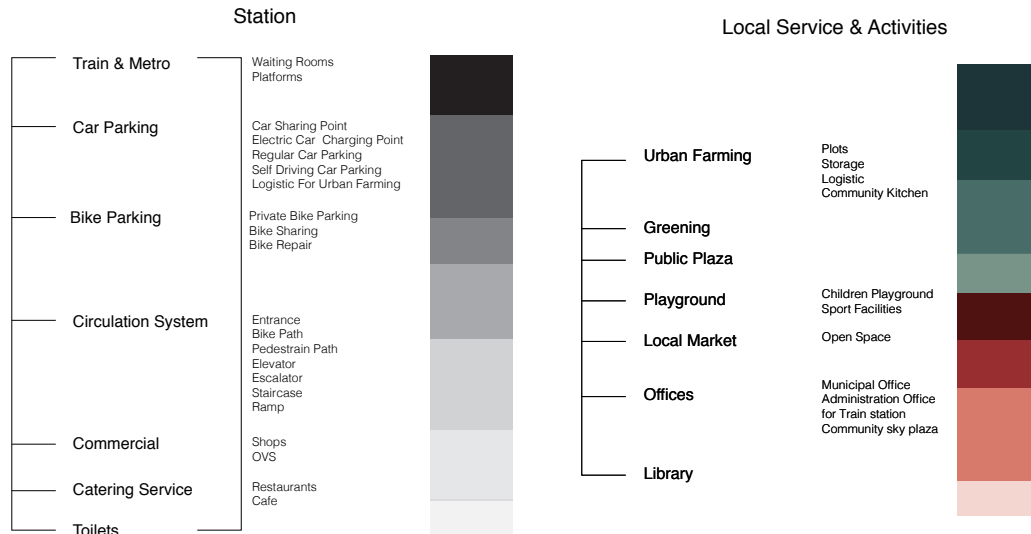 Station
Train & Metro
Waiting Rooms
Platforms
Car Parking
Car Sharing Point
Electric Car Charging Point
Regular Car Parking
Self Driving Car Parking
Logistic For Urban Farming
Bike Parking
Private Bike Parking
Bike Sharing
Bike Repair
Circulation System
Entrance
Bike Path
Pedestrain Path
Elevator
Escalator
Staircase
Ramp
Commercial
Shops
OVS
Catering Service
Restaurants
Cafe
Toilets
Local Service & Activities
Urban Farming
Plots
Storage
Logistic
Community Kitchen
Greening
Public Plaza
Playground
Children Playground
Sport Facilities
Local Market
Open Space
Offices
Municipal Office
Administration Office
for Train station
Community sky plaza
Library